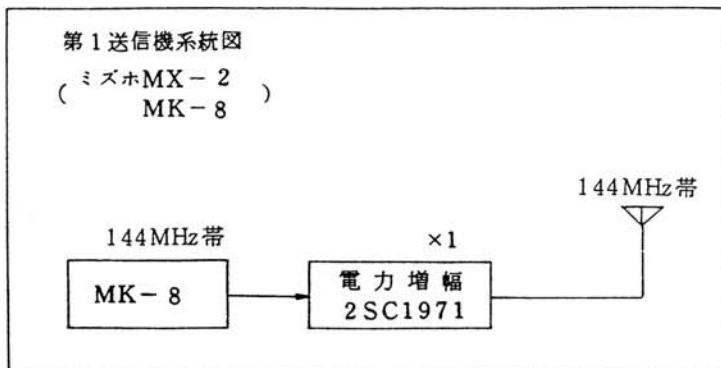 第1送信機系統図
( ミズホMX-2
MK-8 )
144MHz帯
144MHz帯
×1
MK-8
電力増幅
2SC1971